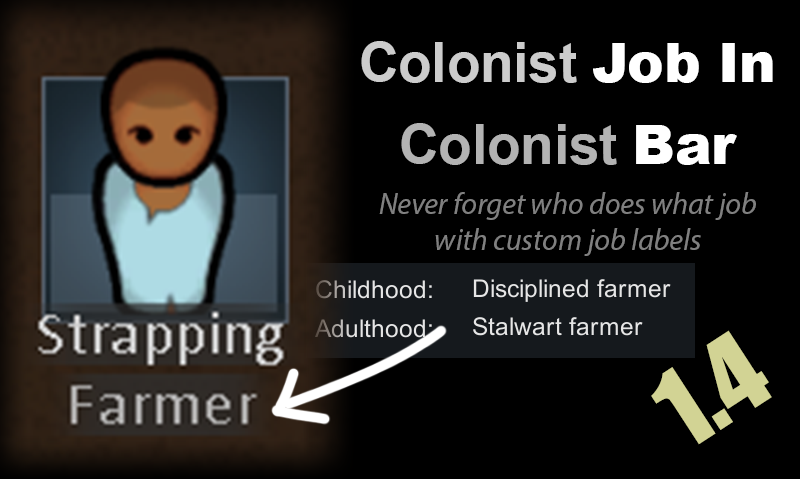 Colonist Job In
Colonist Bar
Never forget who does what job
with custom job labels
Childhood: Disciplined farmer
Adulthood: Stalwart farmer
Strapping
Farmer
1.4